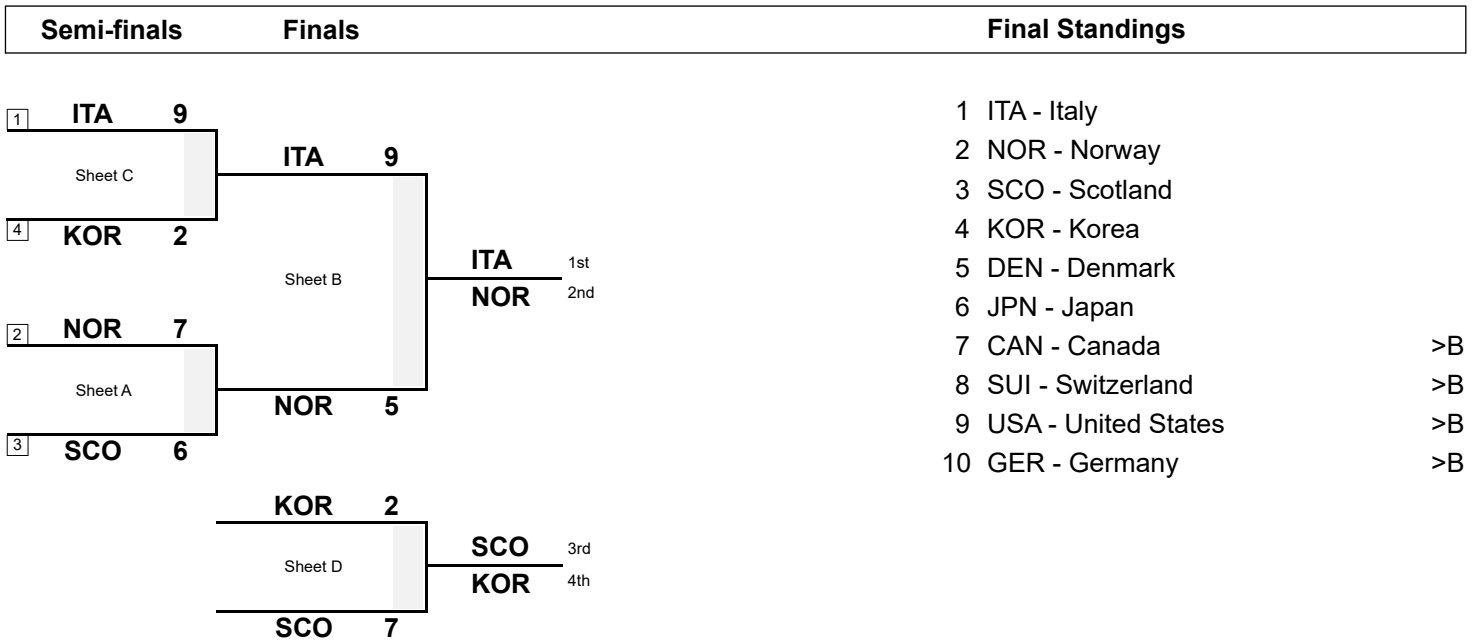 Semi-finals Finals Final Standings
1 ITA 9
Sheet C
4 KOR 2
2 NOR 7
Sheet A
3 SCO 6
ITA 9
Sheet B
NOR 5
ITA 1st
NOR 2nd
KOR 2
Sheet D
SCO 7
SCO 3rd
KOR 4th
1 ITA - Italy
2 NOR - Norway
3 SCO - Scotland
4 KOR - Korea
5 DEN - Denmark
6 JPN - Japan
7 CAN - Canada >B
8 SUI - Switzerland >B
9 USA - United States >B
10 GER - Germany >B